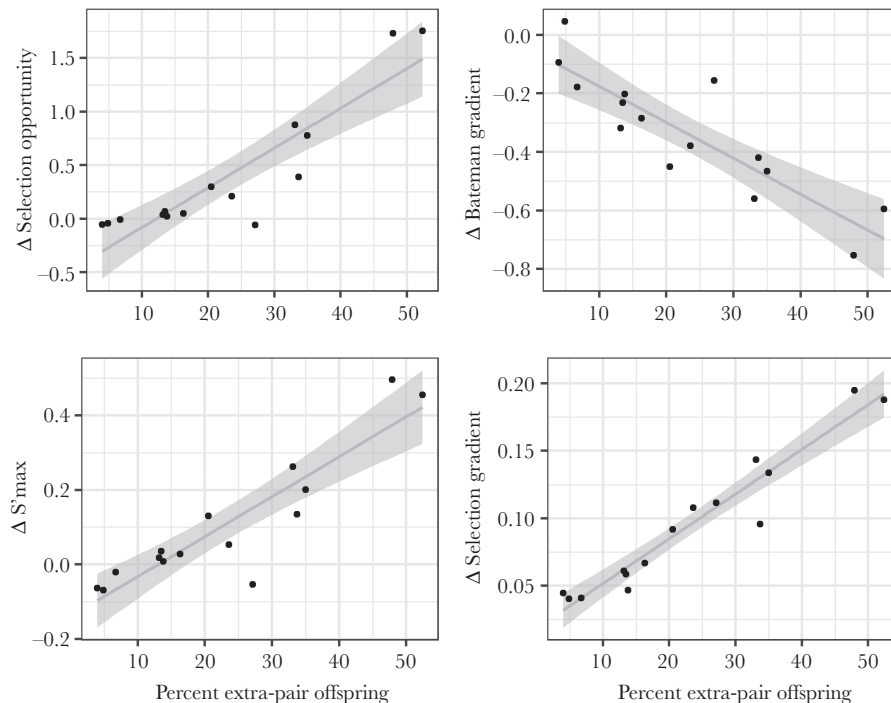 Δ Selection opportunity
1.5
1.0
0.5
0.0
−0.5
10 20 30 40 50
Δ Bateman gradient
0.0
−0.2
−0.4
−0.6
−0.8
10 20 30 40 50
Δ S’max
0.4
0.2
0.0
−0.2
10 20 30 40 50
Percent extra-pair offspring
Δ Selection gradient
0.20
0.15
0.10
0.05
10 20 30 40 50
Percent extra-pair offspring